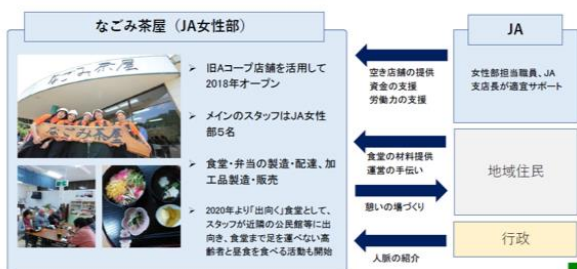 なごみ茶屋（JA女性部）
なごみ茶屋
➢ 旧Aコープ店舗を活用して
2018年オープン
➢ メインのスタッフはJA女性
部5名
➢ 食堂・弁当の製造・配達、加
工品製造・販売
➢ 2020年より「出向く」食堂として、
スタッフが近隣の公民館等に出
向き、食堂まで足を運べない高
齢者と昼食を食べる活動も開始
空き店舗の提供
資金の支援
労働力の支援
食堂の材料提供
運営の手伝い
憩いの場づくり
人脈の紹介
JA
女性部担当職員、JA
支店長が適宜サポート
地域住民
行政